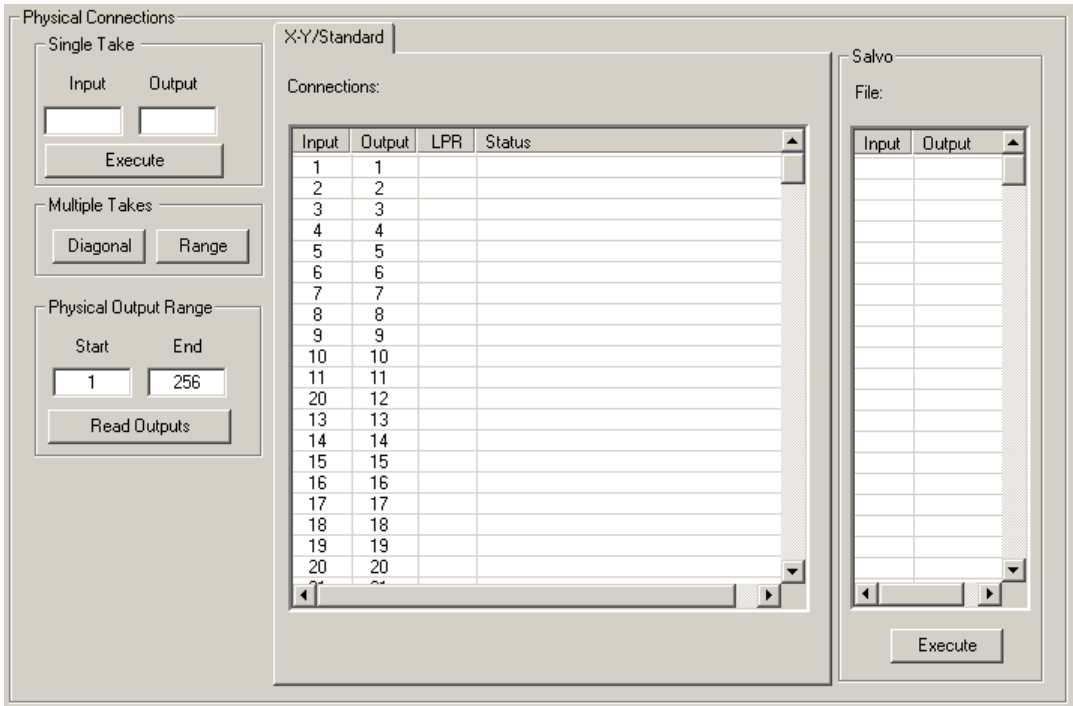 Physical Connections
Single Take
Input Output
Execute
Multiple Takes
Diagonal Range
Physical Output Range
Start End
1 256
Read Outputs
X-Y/Standard
Connections:
Input Output LPR Status
1 1
2 2
3 3
4 4
5 5
6 6
7 7
8 8
9 9
10 10
11 11
20 12
13 13
14 14
15 15
16 16
17 17
18 18
19 19
20 20
Salvo
File:
Input Output
Execute